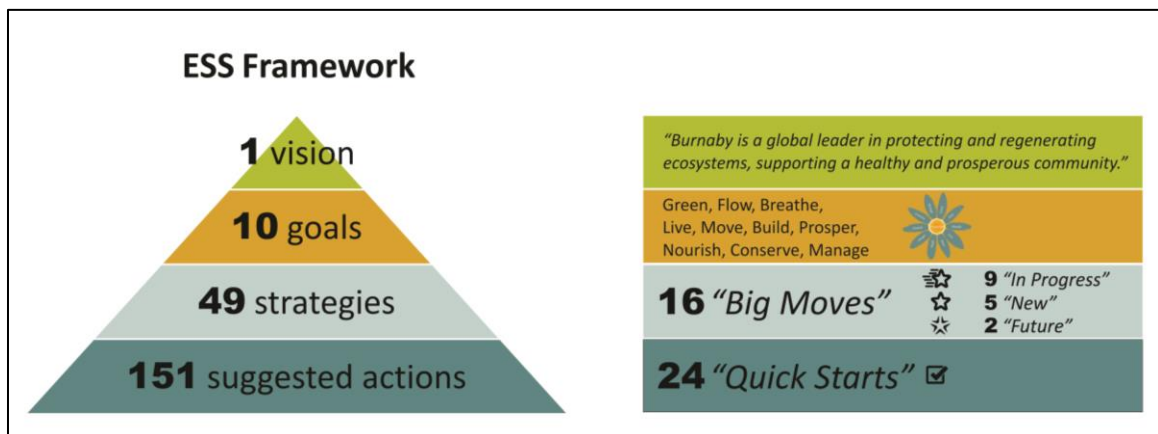 ESS Framework
1 vision
10 goals
49 strategies
151 suggested actions
“Burnaby is a global leader in protecting and regenerating
ecosystems, supporting a healthy and prosperous community.”
Green, Flow, Breathe,
Live, Move, Build, Prosper,
Nourish, Conserve, Manage
16 “Big Moves”
9 “In Progress”
5 “New”
2 “Future”
24 “Quick Starts”